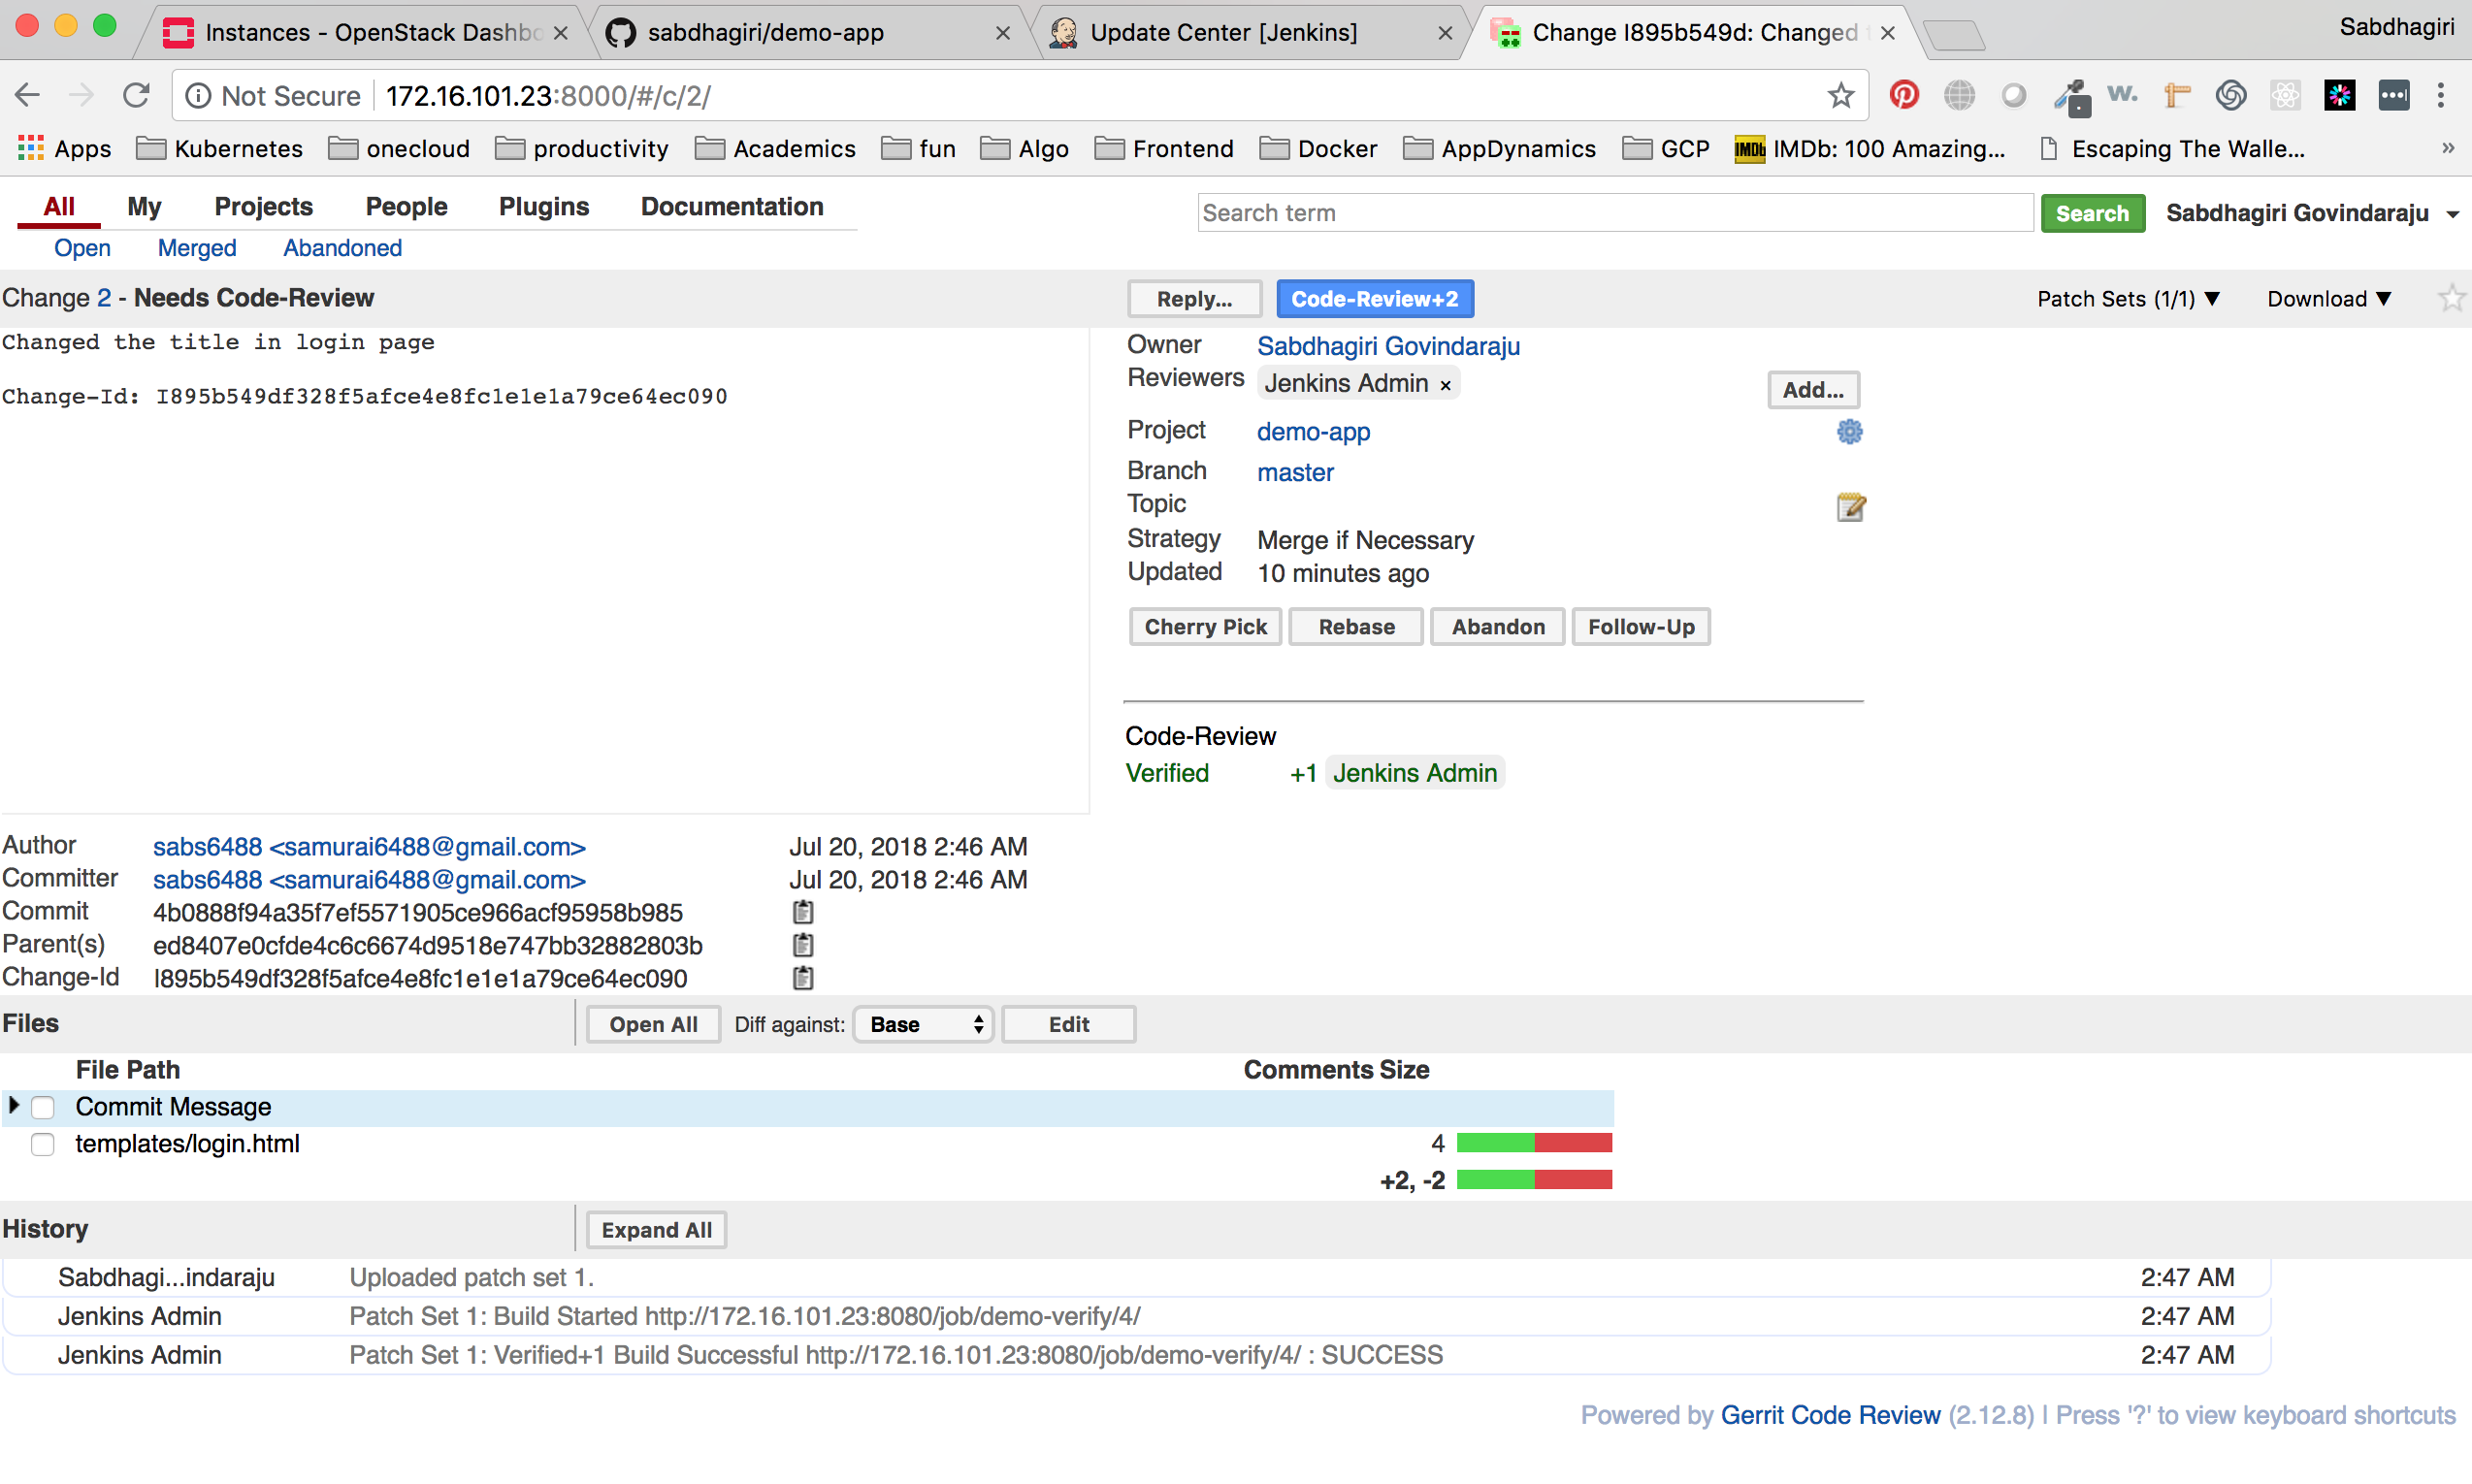 Instances - OpenStack Dashbo
sabdhagiri/demo-app
Update Center [Jenkins]
Change I895b549d: Changed
Sabdhagiri
Not Secure 172.16.101.23:8000/#/c/2/
w.
Apps Kubernetes onecloud productivity Academics fun Algo Frontend Docker AppDynamics GCP IMDb IMDb: 100 Amazing... Escaping The Walle... »
All My Projects People Plugins Documentation
Search term Search Sabdhagiri Govindaraju
Open Merged Abandoned
Change 2 - Needs Code-Review Reply... Code-Review+2 Patch Sets (1/1) ▼ Download ▼
Changed the title in login page
Change-Id: I895b549df328f5afce4e8fc1e1e1a79ce64ec090
Owner Sabdhagiri Govindaraju
Reviewers Jenkins Admin × Add...
Project demo-app
Branch master
Topic
Strategy Merge if Necessary
Updated 10 minutes ago
Cherry Pick Rebase Abandon Follow-Up
Code-Review
Verified +1 Jenkins Admin
Author sabs6488 <samurai6488@gmail.com> Jul 20, 2018 2:46 AM
Committer sabs6488 <samurai6488@gmail.com> Jul 20, 2018 2:46 AM
Commit 4b0888f94a35f7ef5571905ce966acf95958b985
Parent(s) ed8407e0cfde4c6c6674d9518e747bb32882803b
Change-Id I895b549df328f5afce4e8fc1e1e1a79ce64ec090
Files Open All Diff against: Base Edit
File Path Comments Size
Commit Message
templates/login.html 4
+2, -2
History Expand All
Sabdhagi...indaraju Uploaded patch set 1. 2:47 AM
Jenkins Admin Patch Set 1: Build Started http://172.16.101.23:8080/job/demo-verify/4/ 2:47 AM
Jenkins Admin Patch Set 1: Verified+1 Build Successful http://172.16.101.23:8080/job/demo-verify/4/ : SUCCESS 2:47 AM
Powered by Gerrit Code Review (2.12.8) | Press '?' to view keyboard shortcuts